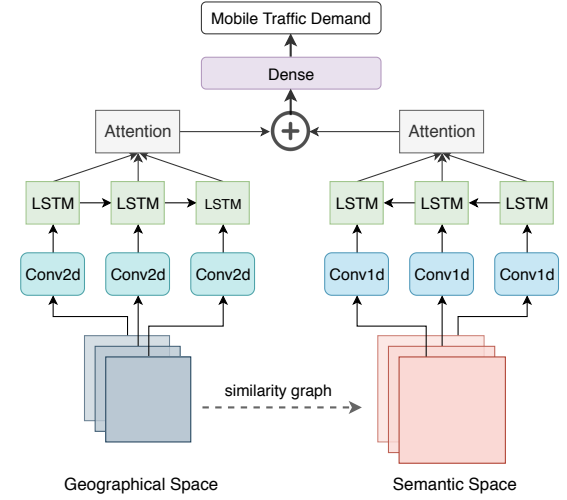 Mobile Traffic Demand
Dense
Attention
Attention
LSTM LSTM LSTM
LSTM LSTM LSTM
Conv2d Conv2d Conv2d
Conv1d Conv1d Conv1d
similarity graph
Geographical Space
Semantic Space